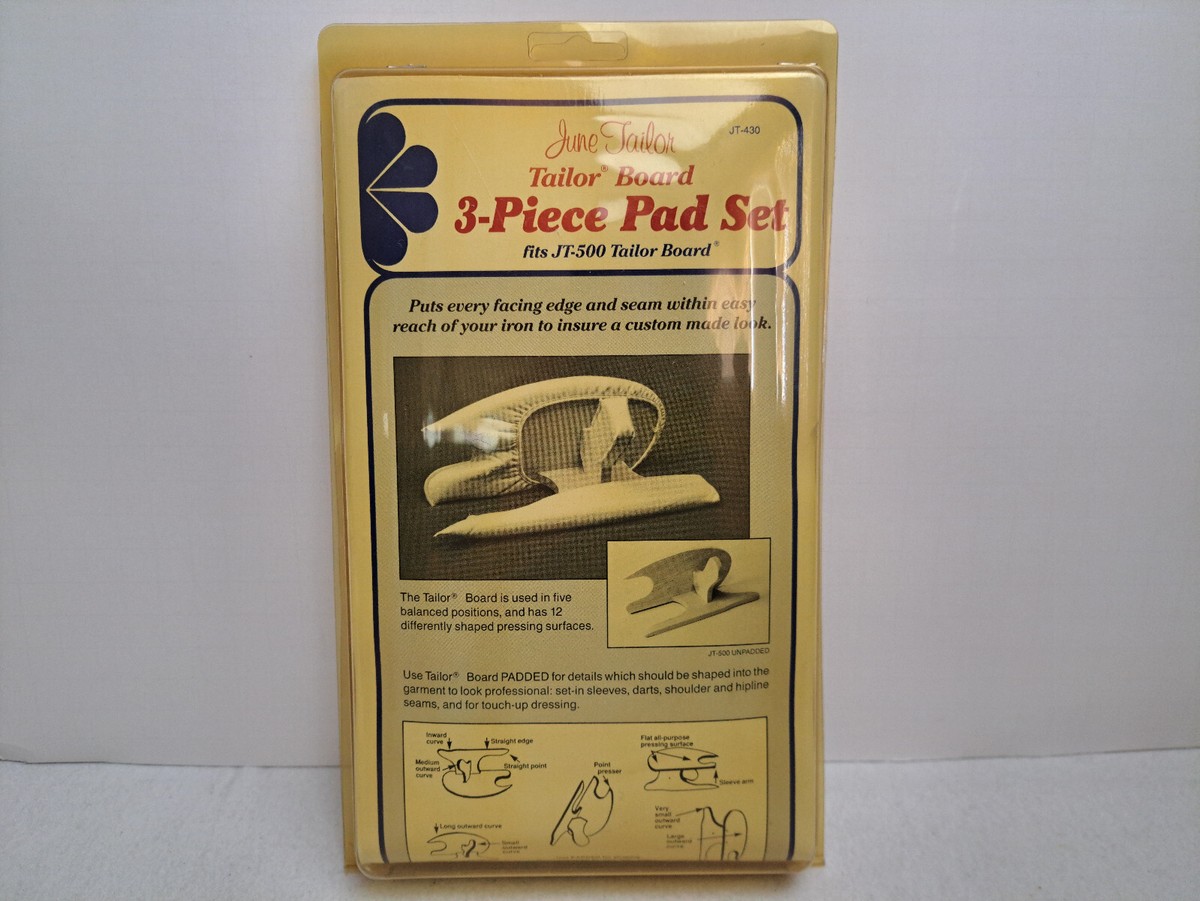 June Tailor
JT-430
Tailor® Board
3-Piece Pad Set
fits JT-500 Tailor Board®
Puts every facing edge and seam within easy
reach of your iron to insure a custom made look.
The Tailor® Board is used in five
balanced positions, and has 12
differently shaped pressing surfaces.
JT-500 UNPADDED
Use Tailor® Board PADDED for details which should be shaped into the
garment to look professional: set-in sleeves, darts, shoulder and hipline
seams, and for touch-up dressing.
Inward
curve
Straight edge
Medium
outward
curve
Straight point
Point
presser
Flat all-purpose
pressing surface
Sleeve arm
Long outward curve
Small
outward
curve
Very
small
outward
curve
Large
outward
curve